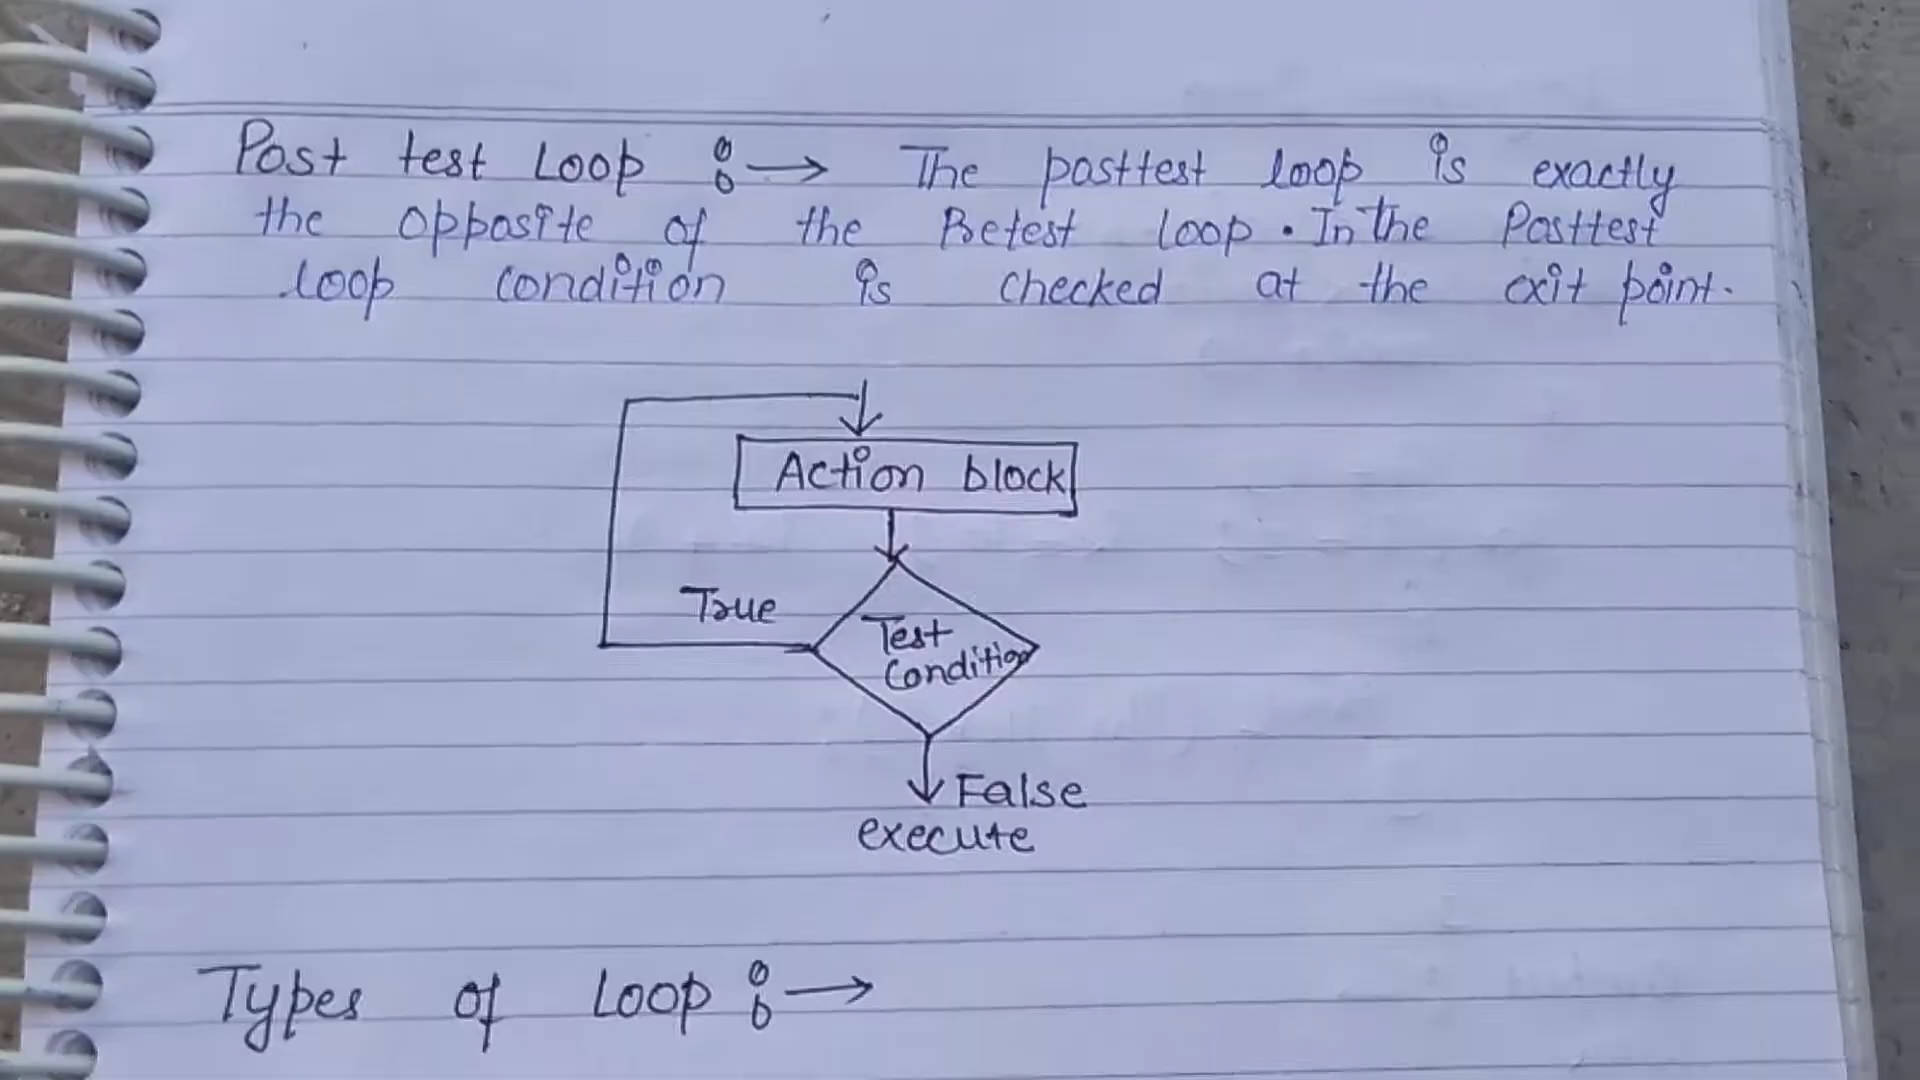 Post test Loop :→ The posttest loop is exactly
the opposite of the Pretest loop. In the Posttest
loop condition is checked at the exit point.
Action block
True
Test
Condition
False
execute
Types of Loop :→